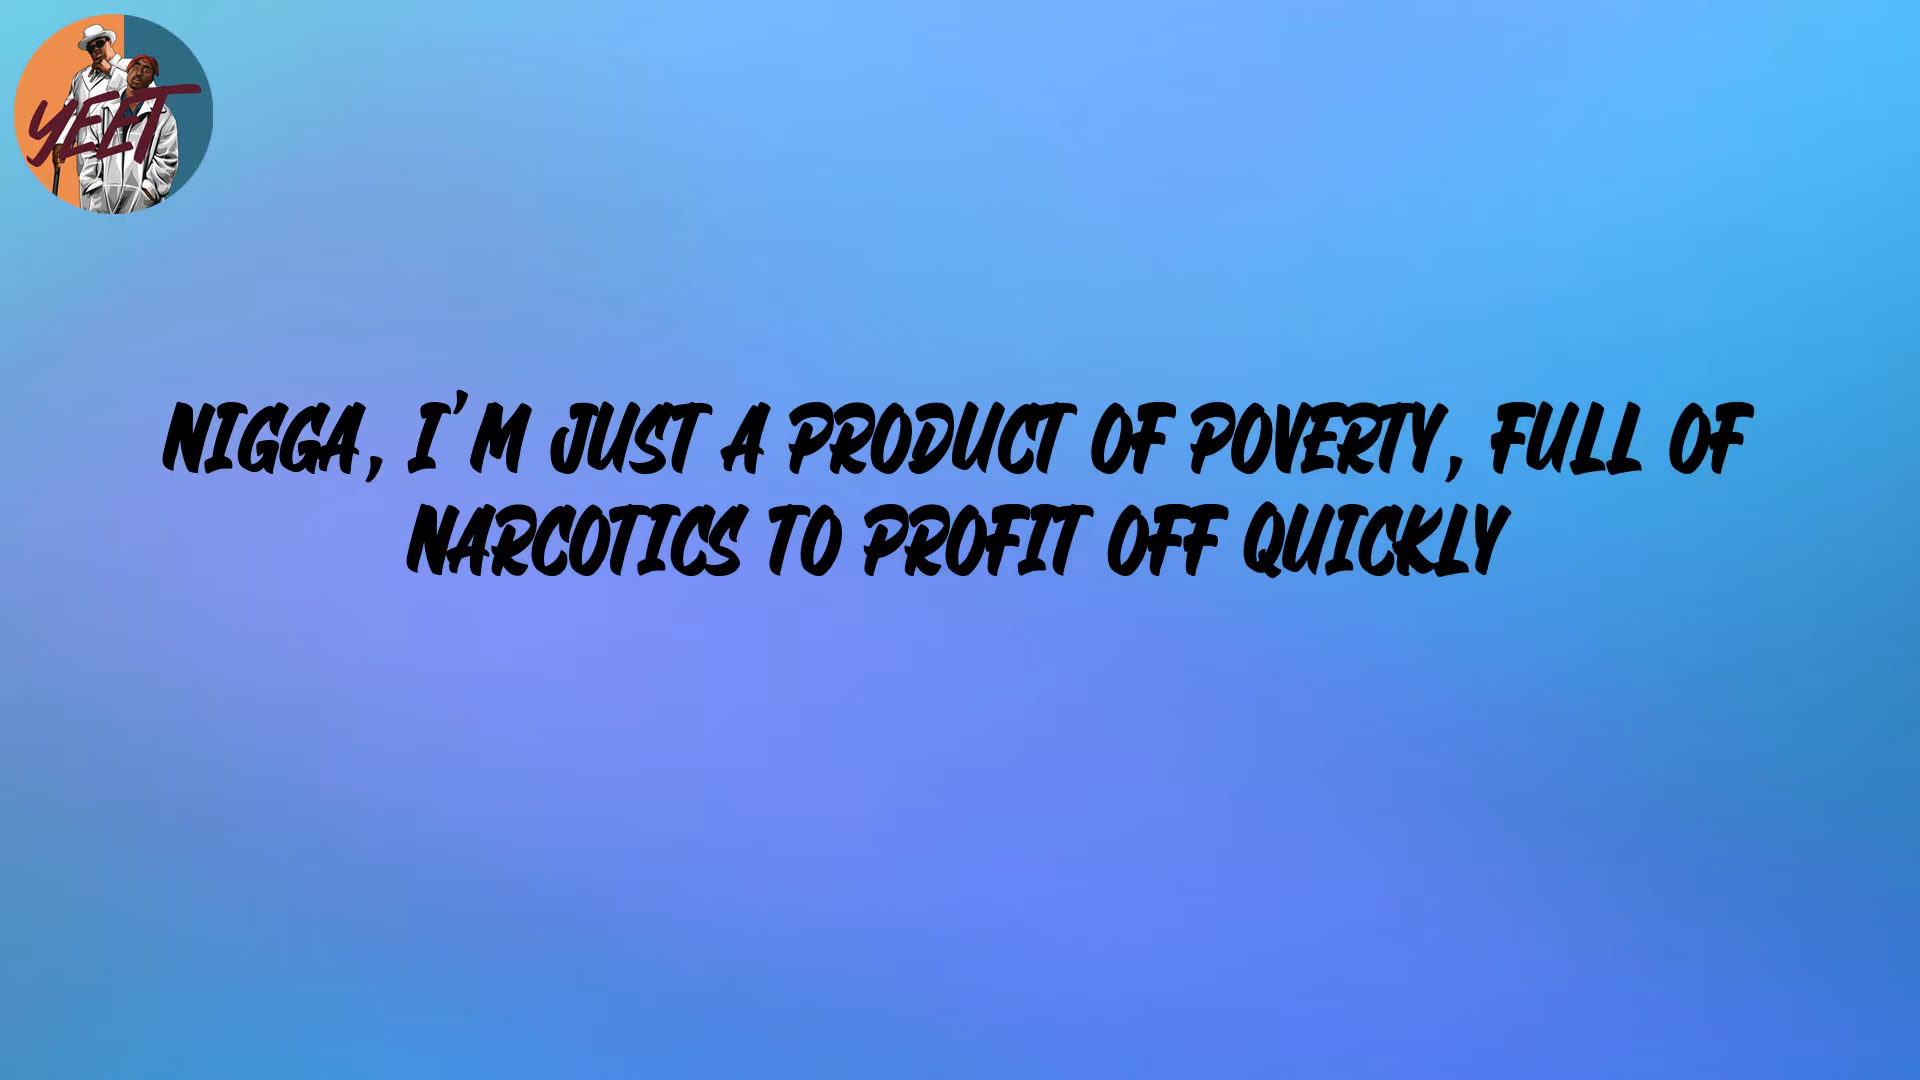 YEET
NIGGA, I'M JUST A PRODUCT OF POVERTY, FULL OF
NARCOTICS TO PROFIT OFF QUICKLY